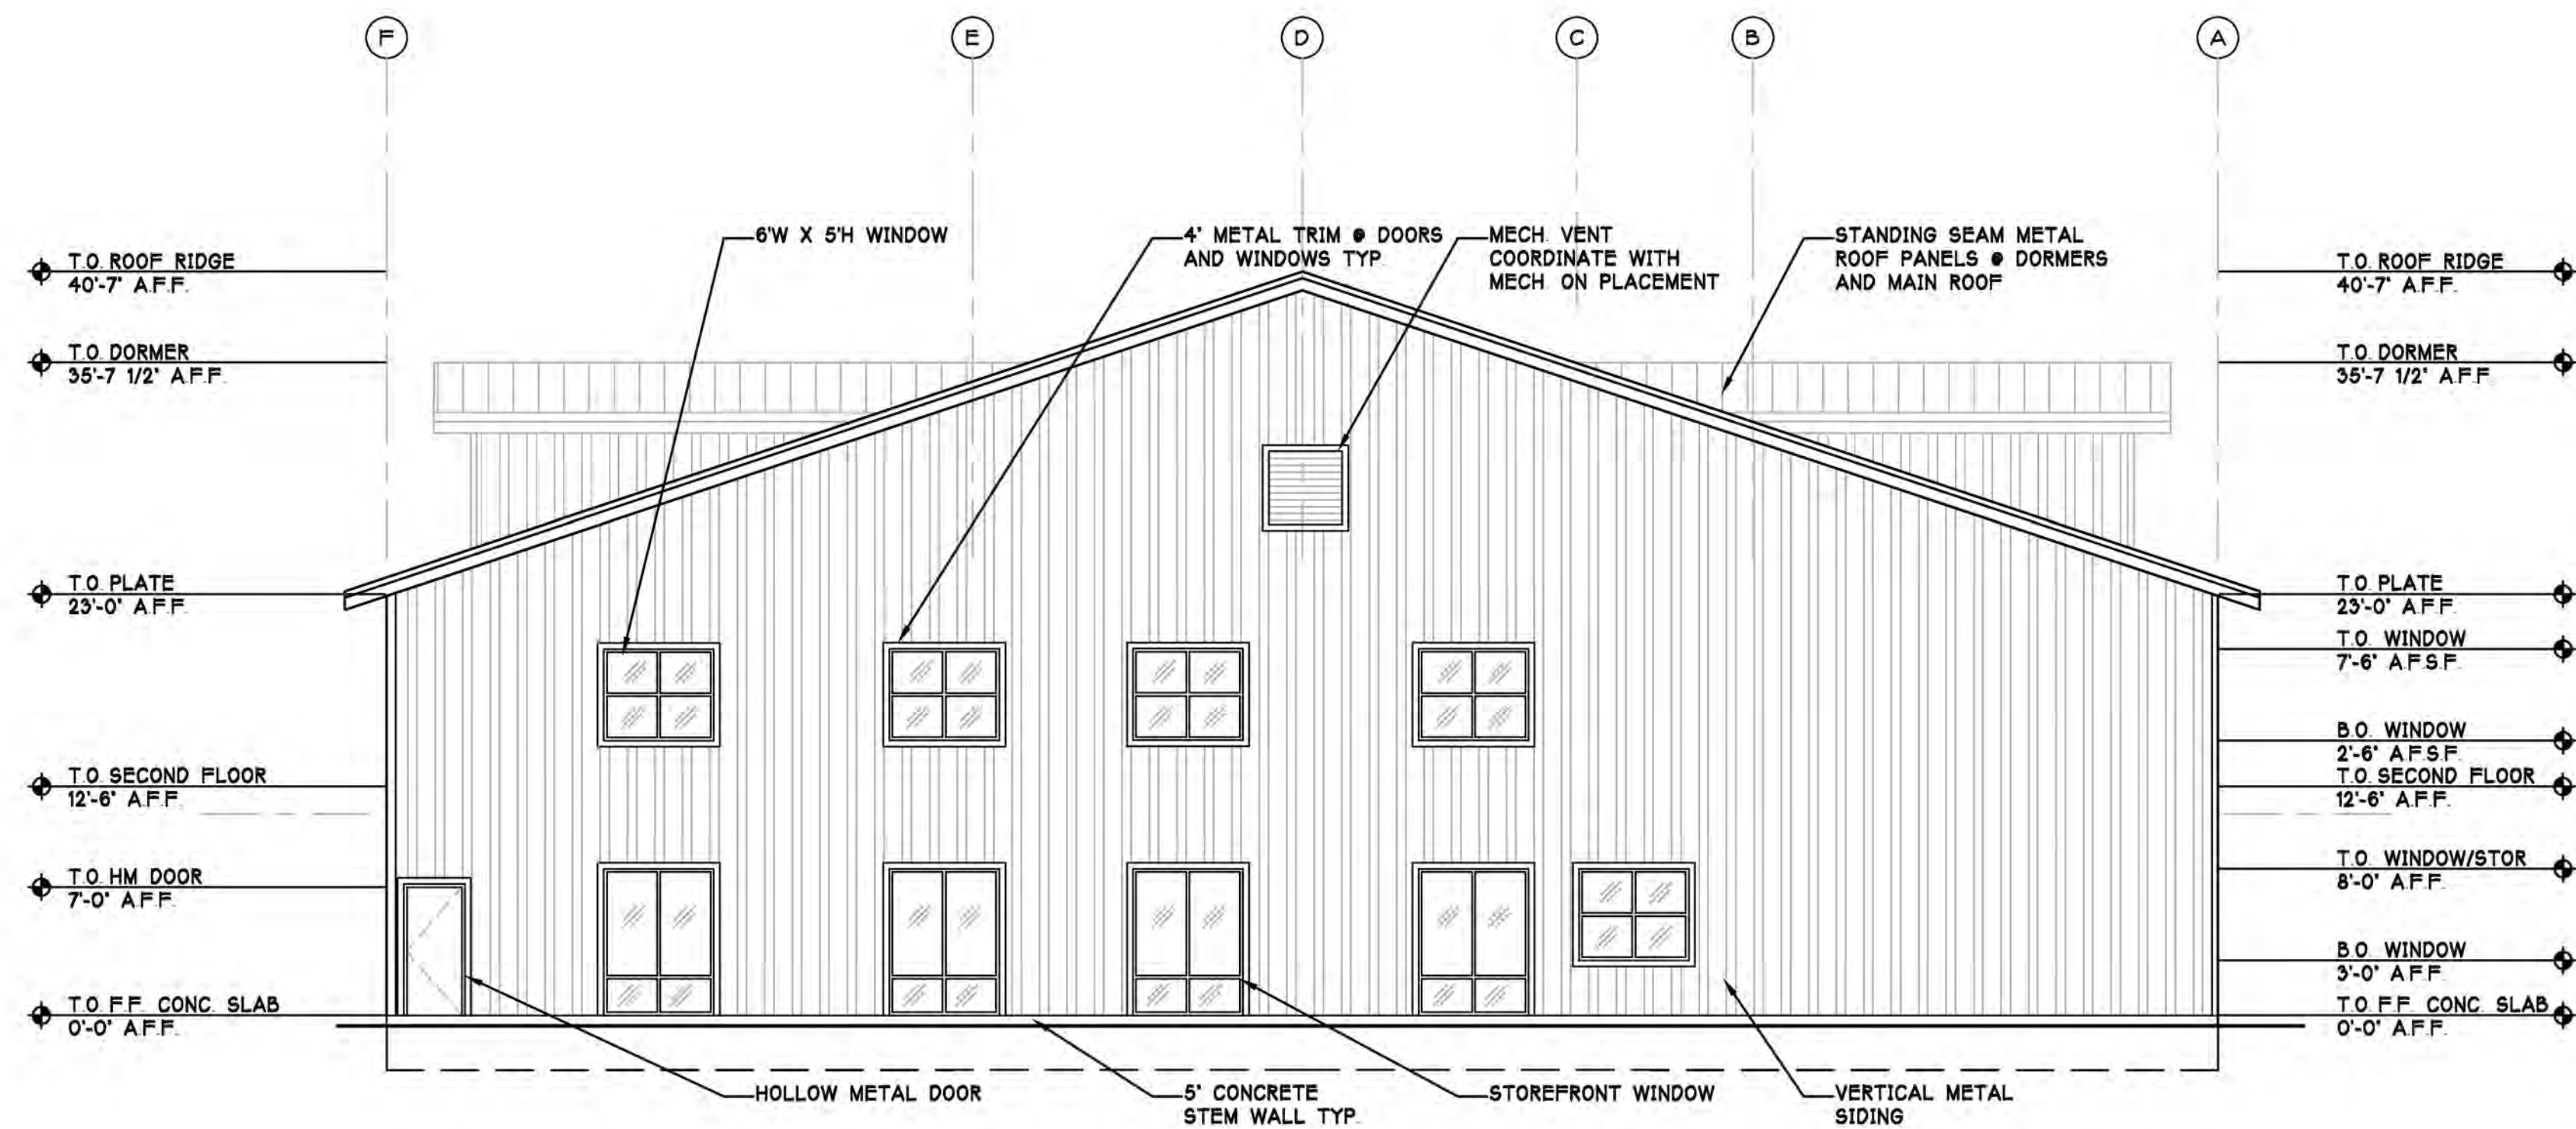 F
E
D
C
B
A
6'W X 5'H WINDOW
4" METAL TRIM @ DOORS
AND WINDOWS TYP.
MECH. VENT
COORDINATE WITH
MECH ON PLACEMENT
STANDING SEAM METAL
ROOF PANELS @ DORMERS
AND MAIN ROOF
T.O. ROOF RIDGE
40'-7" A.F.F.
T.O. DORMER
35'-7 1/2" A.F.F.
T.O. PLATE
23'-0" A.F.F.
T.O. SECOND FLOOR
12'-6" A.F.F.
T.O. HM DOOR
7'-0" A.F.F.
T.O. F.F. CONC. SLAB
0'-0" A.F.F.
T.O. ROOF RIDGE
40'-7" A.F.F.
T.O. DORMER
35'-7 1/2" A.F.F.
T.O. PLATE
23'-0" A.F.F.
T.O. WINDOW
7'-6" A.F.S.F.
B.O. WINDOW
2'-6" A.F.S.F.
T.O. SECOND FLOOR
12'-6" A.F.F.
T.O. WINDOW/STOR
8'-0" A.F.F.
B.O. WINDOW
3'-0" A.F.F.
T.O. F.F. CONC. SLAB
0'-0" A.F.F.
HOLLOW METAL DOOR
5" CONCRETE
STEM WALL TYP.
STOREFRONT WINDOW
VERTICAL METAL
SIDING